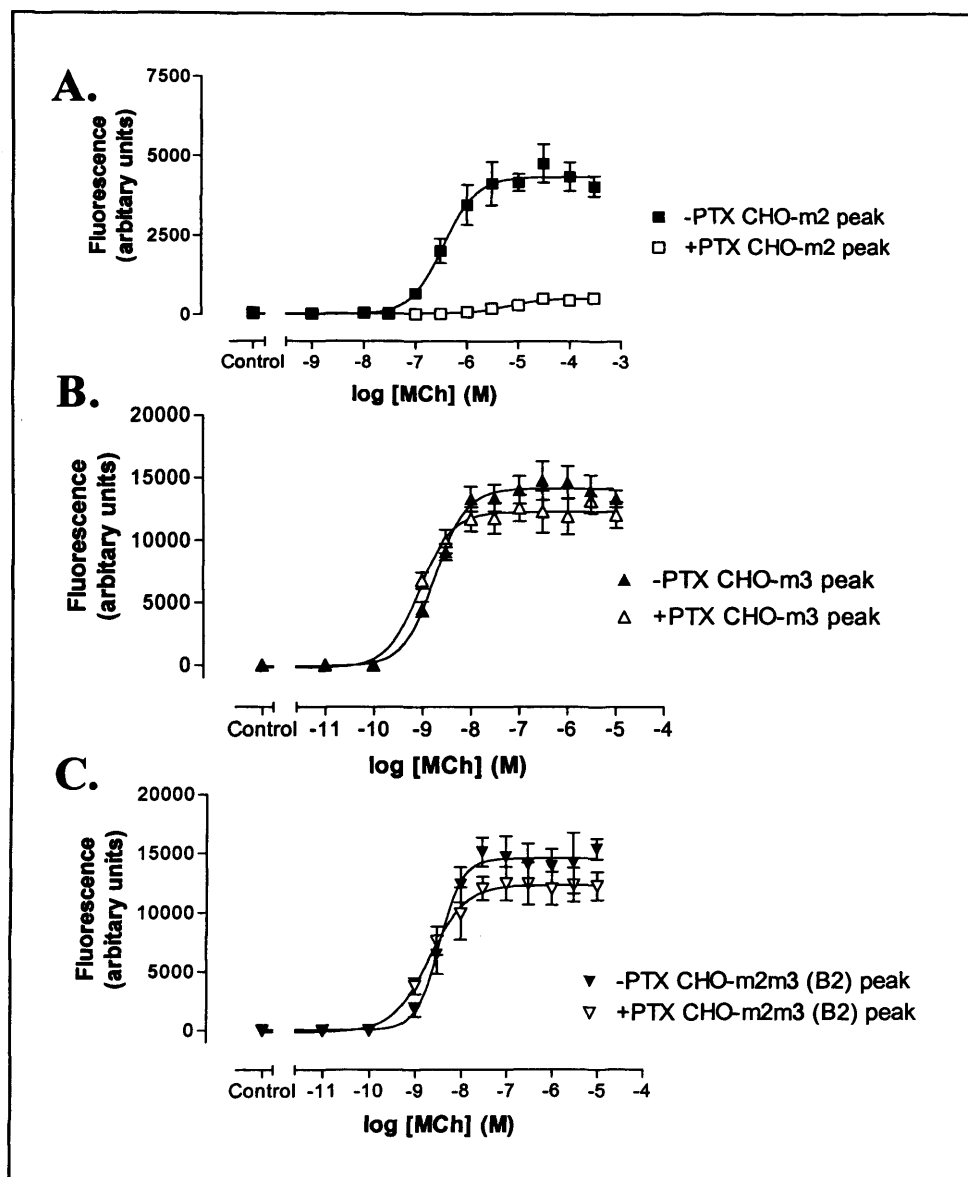 A.
7500
5000
2500
0
Fluorescence
(arbitary units)
-PTX CHO-m2 peak
+PTX CHO-m2 peak
Control -9 -8 -7 -6 -5 -4 -3
log [MCh] (M)
B.
20000
15000
10000
5000
0
Fluorescence
(arbitary units)
-PTX CHO-m3 peak
+PTX CHO-m3 peak
Control -11 -10 -9 -8 -7 -6 -5 -4
log [MCh] (M)
C.
20000
15000
10000
5000
0
Fluorescence
(arbitary units)
-PTX CHO-m2m3 (B2) peak
+PTX CHO-m2m3 (B2) peak
Control -11 -10 -9 -8 -7 -6 -5 -4
log [MCh] (M)